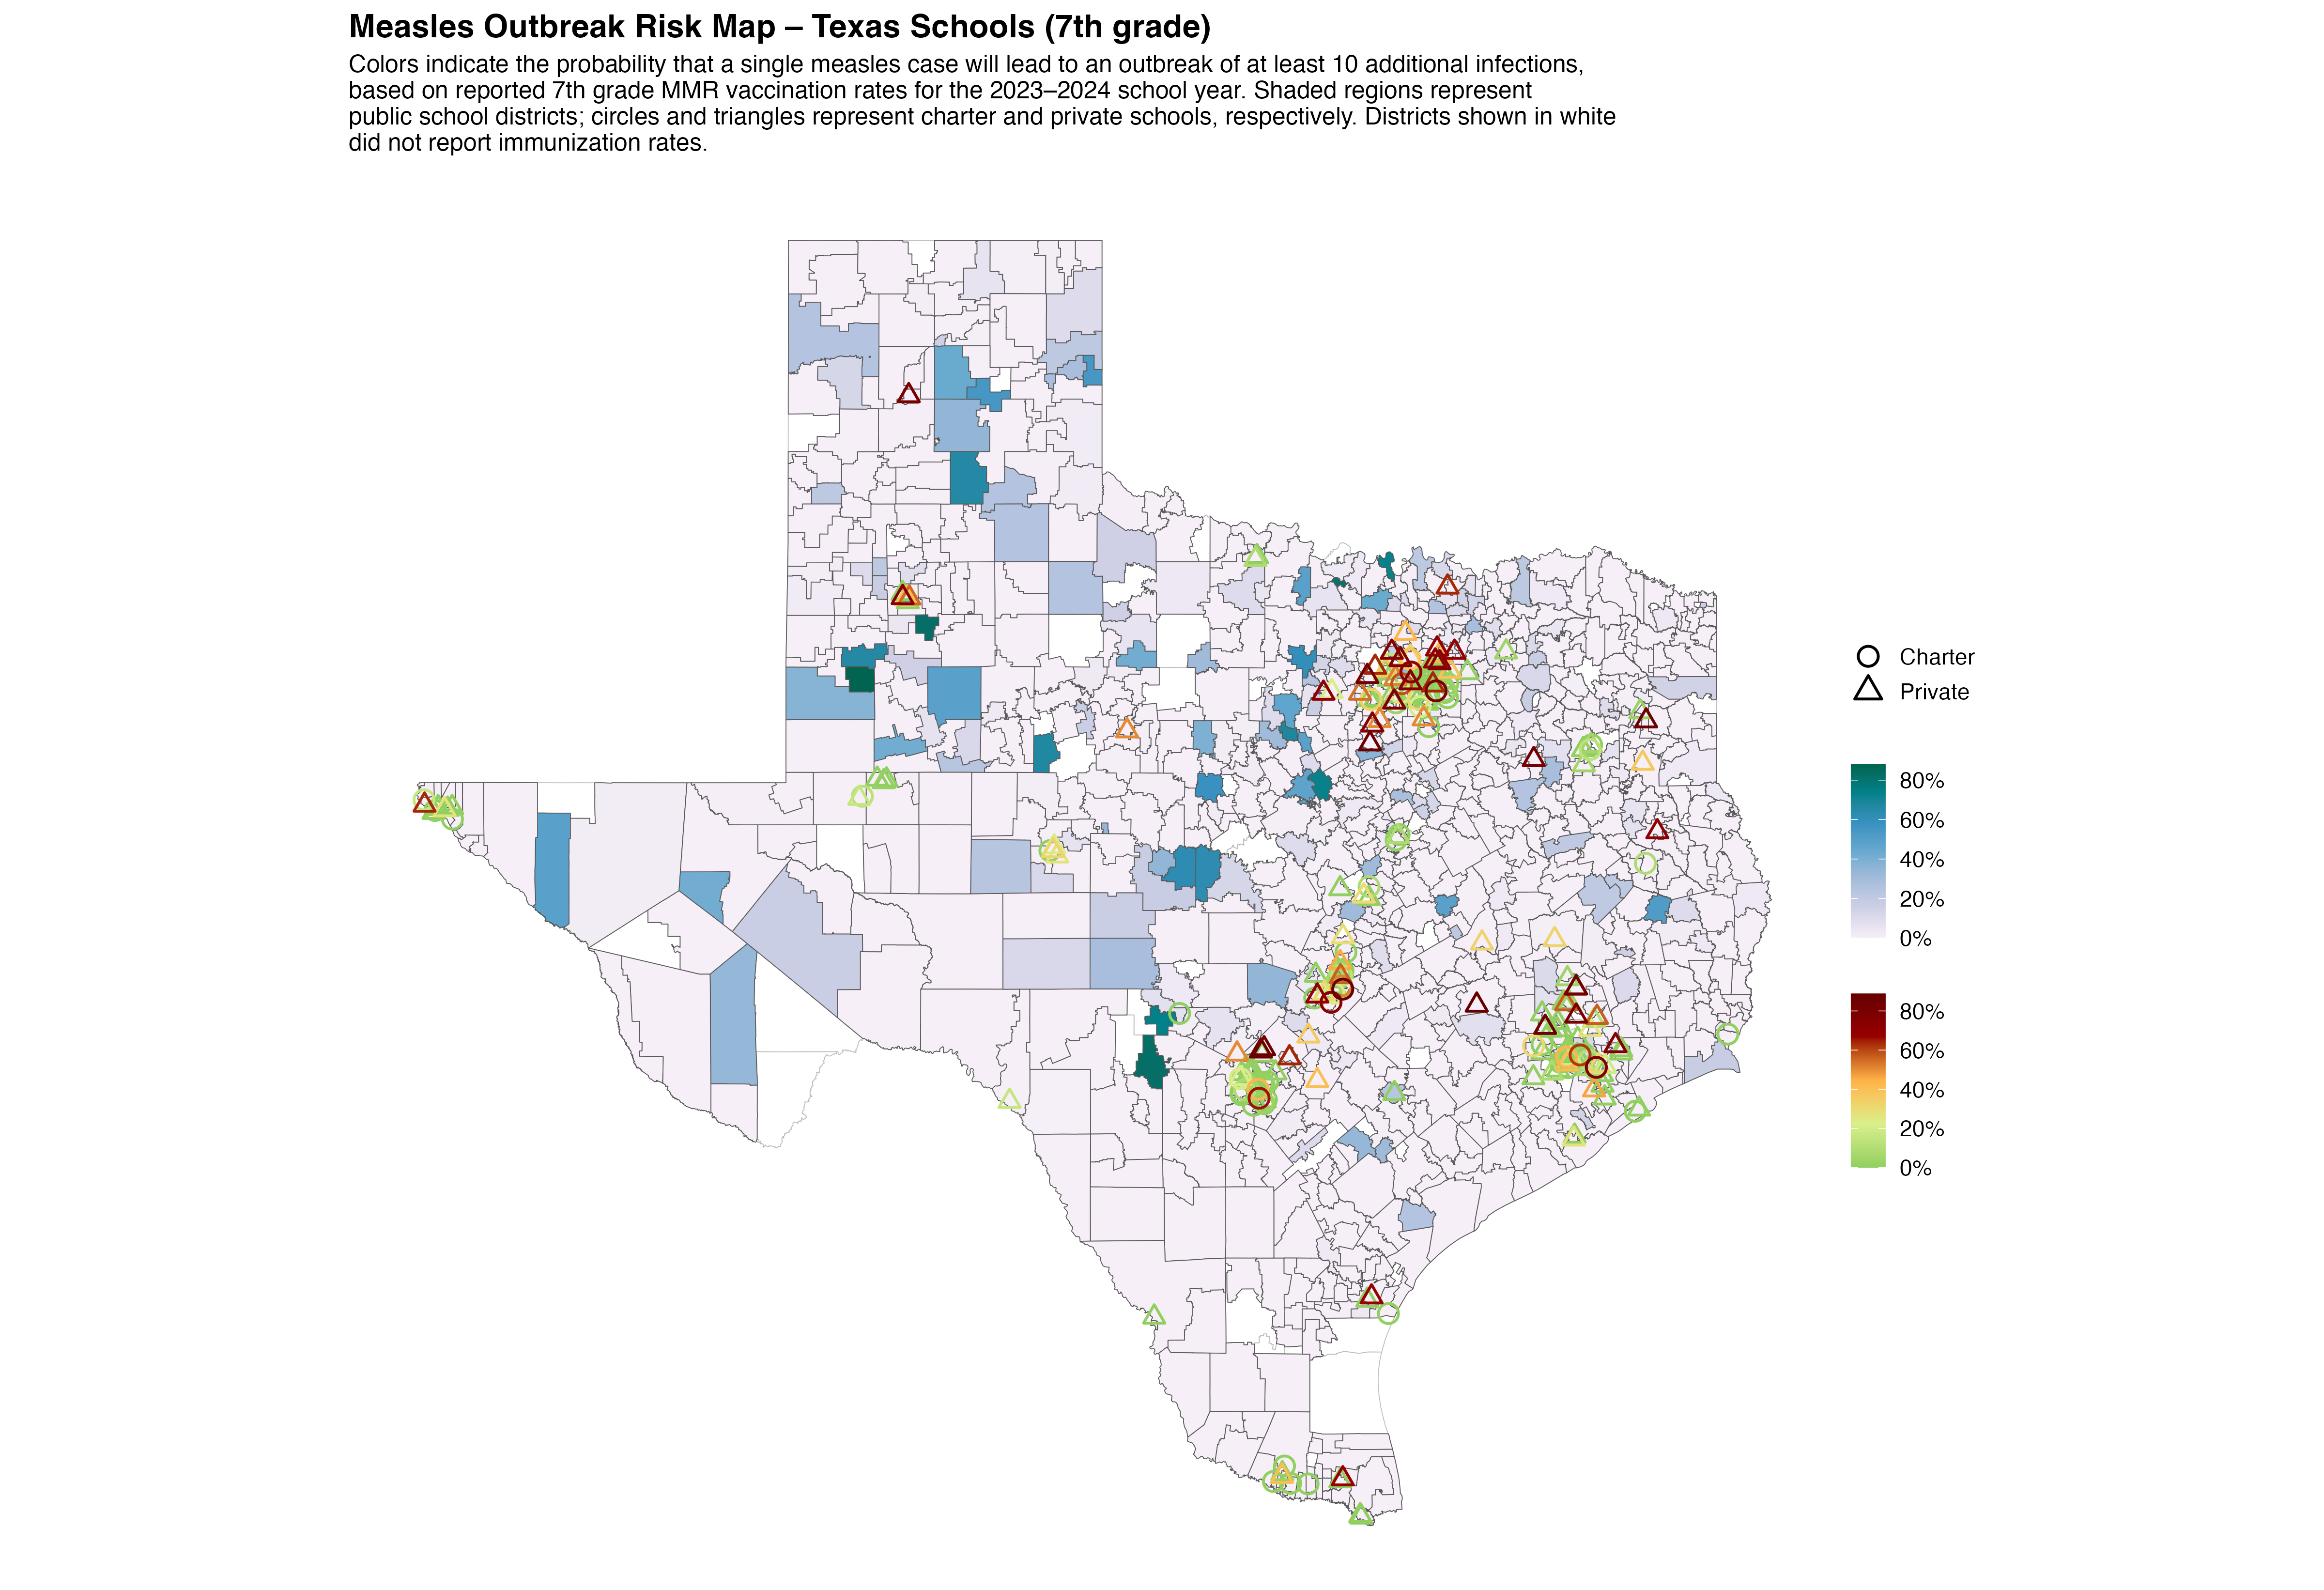 Measles Outbreak Risk Map – Texas Schools (7th grade)
Colors indicate the probability that a single measles case will lead to an outbreak of at least 10 additional infections,
based on reported 7th grade MMR vaccination rates for the 2023–2024 school year. Shaded regions represent
public school districts; circles and triangles represent charter and private schools, respectively. Districts shown in white
did not report immunization rates.
Charter
Private
80%
60%
40%
20%
0%
80%
60%
40%
20%
0%